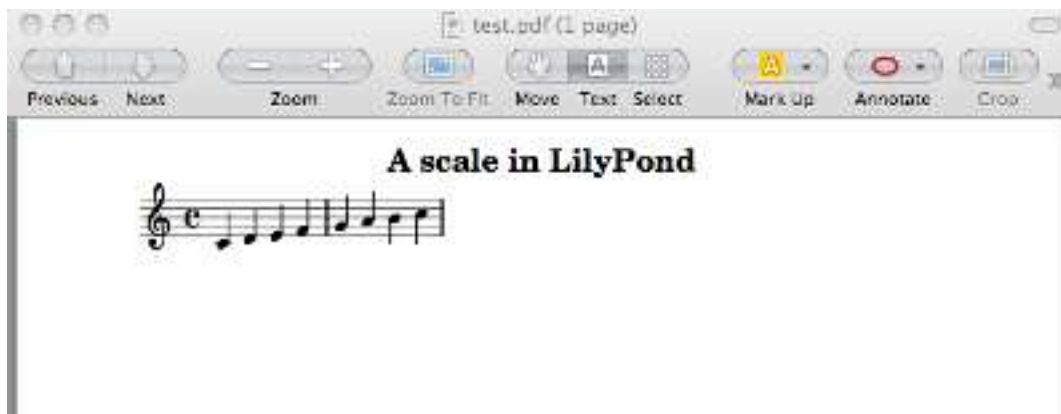 test.pdf (1 page)
Previous Next Zoom Zoom To Fit Move Text Select Mark Up Annotate Crop
A scale in LilyPond